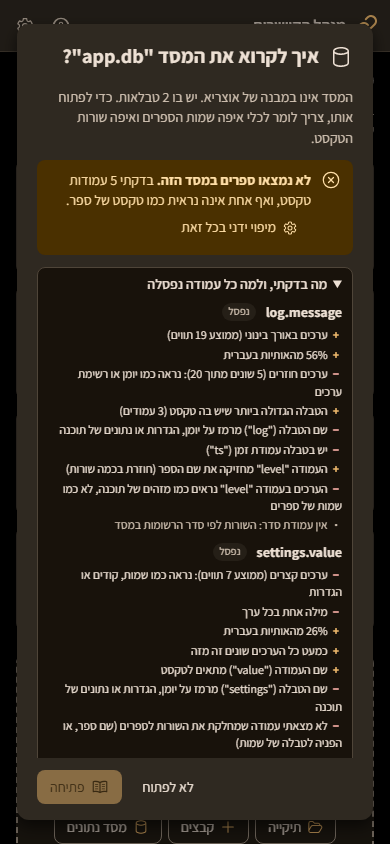 מנהל הקישורים
איך לקרוא את המסד "app.db"?
המסד אינו במבנה של אוצריא. יש בו 2 טבלאות. כדי לפתוח
אותו, צריך לומר לכלי איפה שמות הספרים ואיפה שורות
הטקסט.
לא נמצאו ספרים במסד הזה. בדקתי 5 עמודות
טקסט, ואף אחת אינה נראית כמו טקסט של ספר.
מיפוי ידני בכל זאת
▼ מה בדקתי, ולמה כל עמודה נפסלה
log.message נפסל
+ ערכים באורך בינוני (ממוצע 19 תווים)
+ 56% מהאותיות בעברית
− ערכים חוזרים (5 שונים מתוך 20): נראה כמו יומן או רשימת
ערכים
+ הטבלה הגדולה ביותר שיש בה טקסט (3 עמודים)
− שם הטבלה ("log") מרמז על יומן, הגדרות או נתונים של תוכנה
− יש בטבלה עמודת זמן ("ts")
+ העמודה "level" מחזיקה את שם הספר (חוזרת בכמה שורות)
− הערכים בעמודה "level" נראים כמו מזהים של תוכנה, לא כמו
שמות של ספרים
· אין עמודת סדר: השורות לפי סדר הרשומות במסד
settings.value נפסל
− ערכים קצרים (ממוצע 7 תווים): נראה כמו שמות, קודים או
הגדרות
− מילה אחת בכל ערך
+ 26% מהאותיות בעברית
+ כמעט כל הערכים שונים זה מזה
+ שם העמודה ("value") מתאים לטקסט
− שם הטבלה ("settings") מרמז על יומן, הגדרות או נתונים של
תוכנה
− לא מצאתי עמודה שמחלקת את השורות לספרים (שם ספר, או
הפניה לטבלה של שמות)
לא לפתוח
פתיחה
תיקייה
קבצים
מסד נתונים